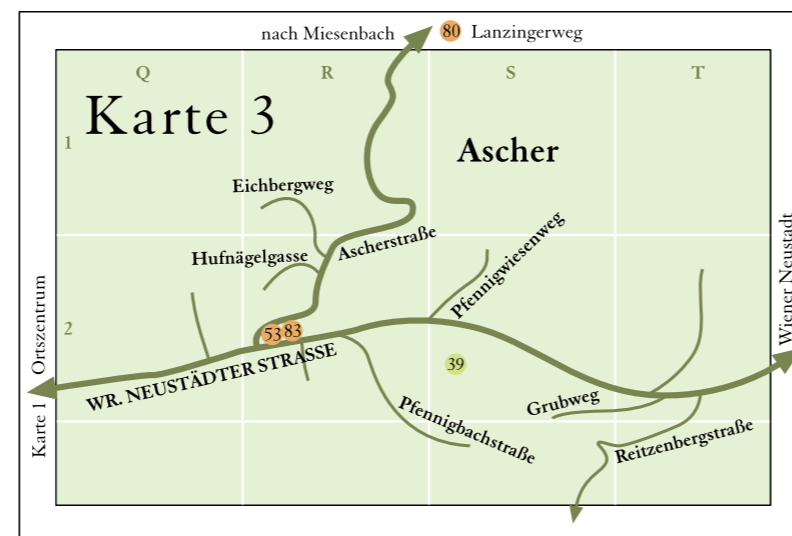 nach Miesenbach 80 Lanzingerweg
Q R S T
Karte 3
1
Ascher
Eichbergweg
Ascherstraße
Pfennigwiesenweg
Hufnägelgasse
2
53 83
WR. NEUSTÄDTER STRASSE
39
Grubweg
Pfennigbachstraße
Reitzenbergstraße
Karte 1 Ortszentrum
Wiener Neustadt